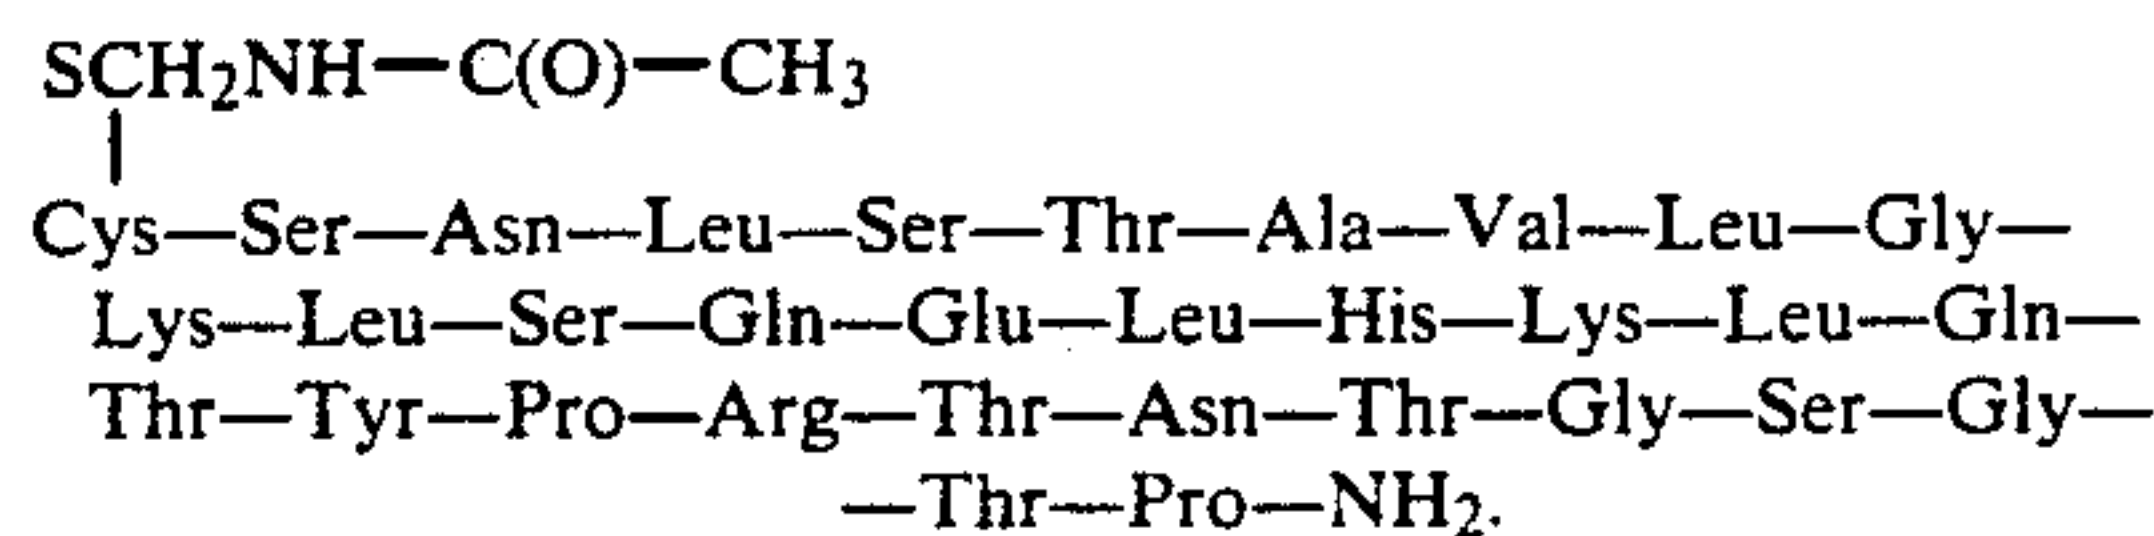 SCH₂NH—C(O)—CH₃
|
Cys—Ser—Asn—Leu—Ser—Thr—Ala—Val—Leu—Gly—
Lys—Leu—Ser—Gln—Glu—Leu—His—Lys—Leu—Gln—
Thr—Tyr—Pro—Arg—Thr—Asn—Thr—Gly—Ser—Gly—
—Thr—Pro—NH₂.